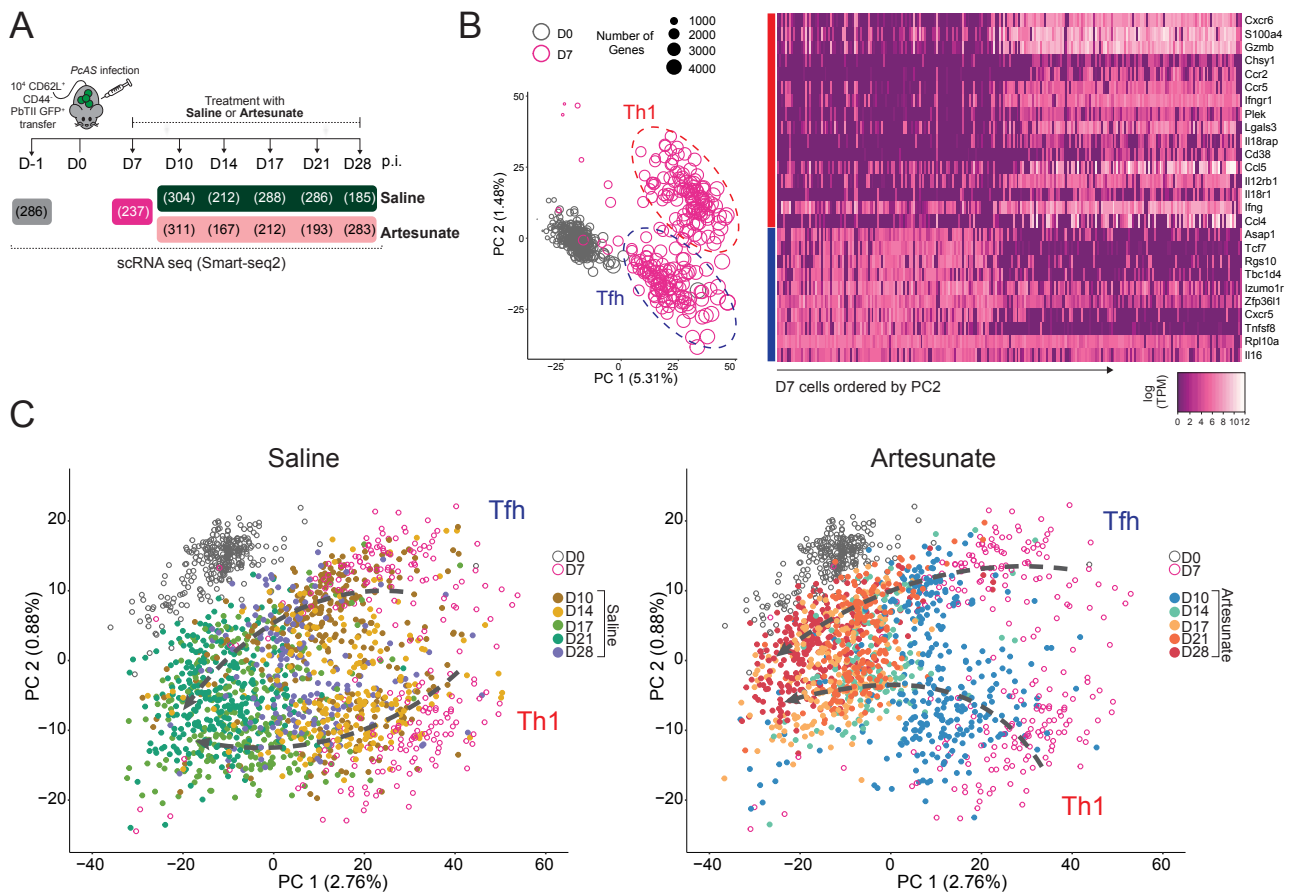 A
PcAS infection
10⁴ CD62L⁺
CD44⁻
PbTII GFP⁺
transfer
Treatment with
Saline or Artesunate
D-1 D0 D7 D10 D14 D17 D21 D28 p.i.
(286) (237) (304) (212) (288) (286) (185) Saline
(311) (167) (212) (193) (283) Artesunate
scRNA seq (Smart-seq2)
B
D0
D7
Number of
Genes
1000
2000
3000
4000
50
25
0
-25
PC 2 (1.48%)
Th1
Tfh
-25 0 25 50
PC 1 (5.31%)
Cxcr6
S100a4
Gzmb
Chsy1
Ccr2
Ccr5
Ifngr1
Plek
Lgals3
Il18rap
Cd38
Ccl5
Il12rb1
Il18r1
Ifng
Ccl4
Asap1
Tcf7
Rgs10
Tbc1d4
Izumo1r
Zfp36l1
Cxcr5
Tnfsf8
Rpl10a
Il16
D7 cells ordered by PC2
log
(TPM)
0 2 4 6 8 10 12
C
Saline
20
10
0
−10
−20
PC 2 (0.88%)
Tfh
Th1
D0
D7
D10
D14
D17
D21
D28
Saline
−40 −20 0 20 40 60
PC 1 (2.76%)
Artesunate
20
10
0
−10
−20
PC 2 (0.88%)
Tfh
Th1
D0
D7
D10
D14
D17
D21
D28
Artesunate
−40 −20 0 20 40 60
PC 1 (2.76%)